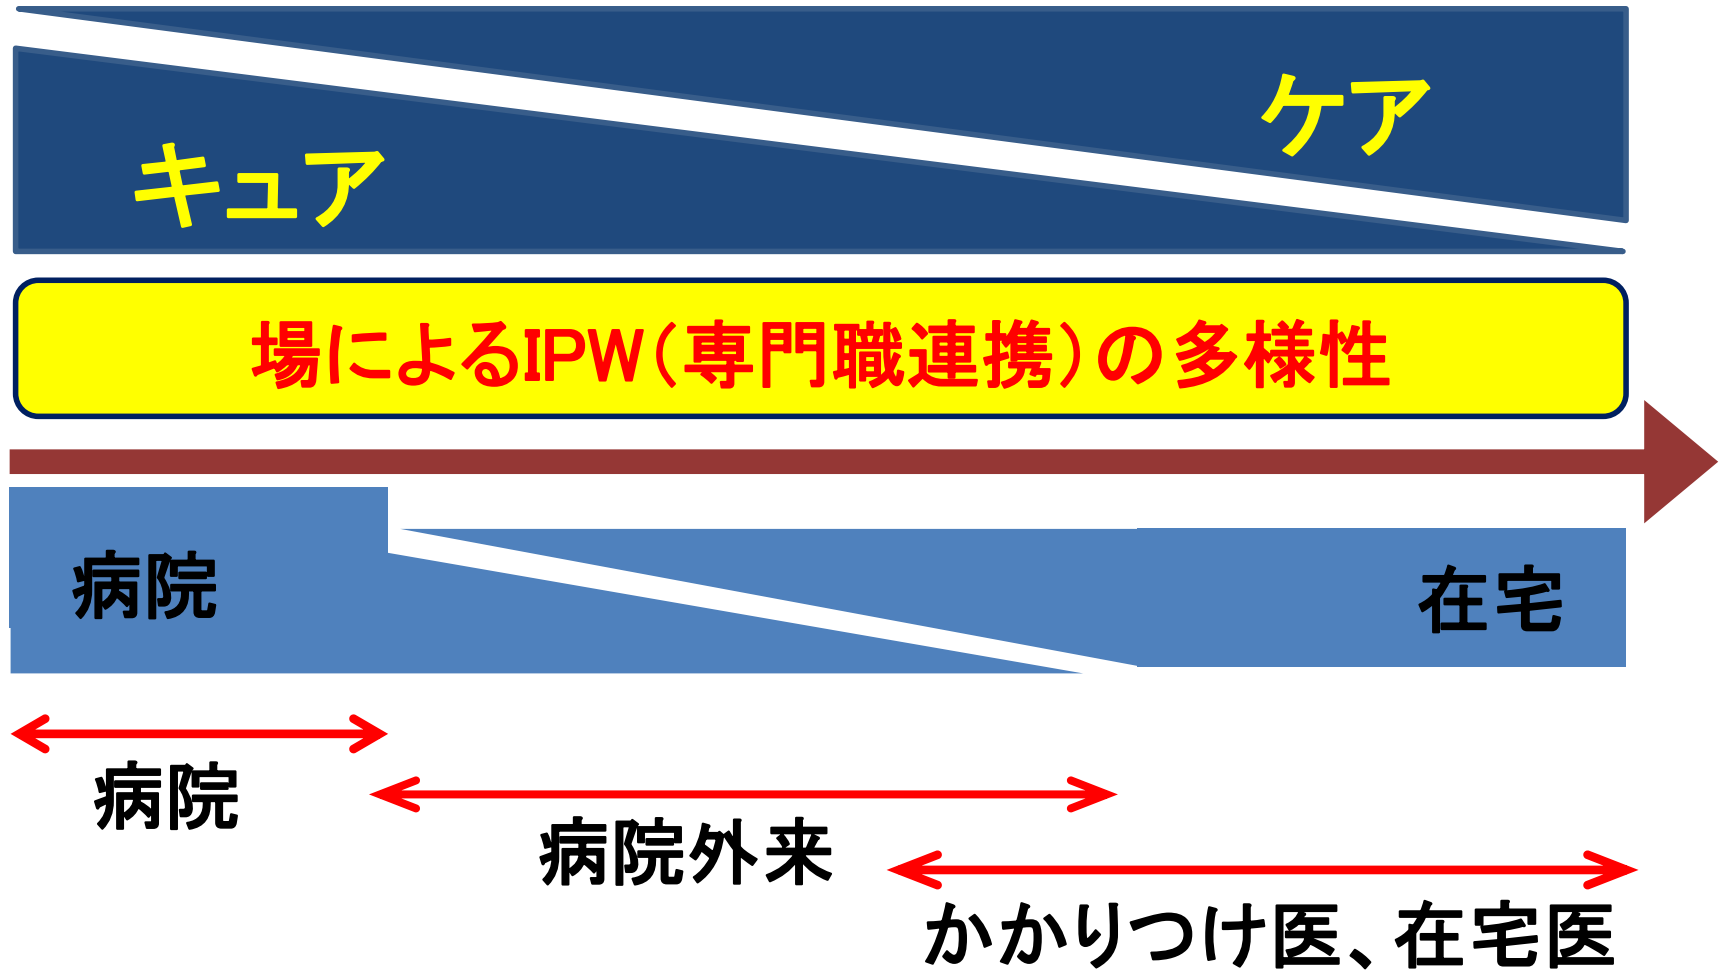 ケア
キュア
場によるIPW（専門職連携）の多様性
病院
在宅
病院
病院外来
かかりつけ医、在宅医